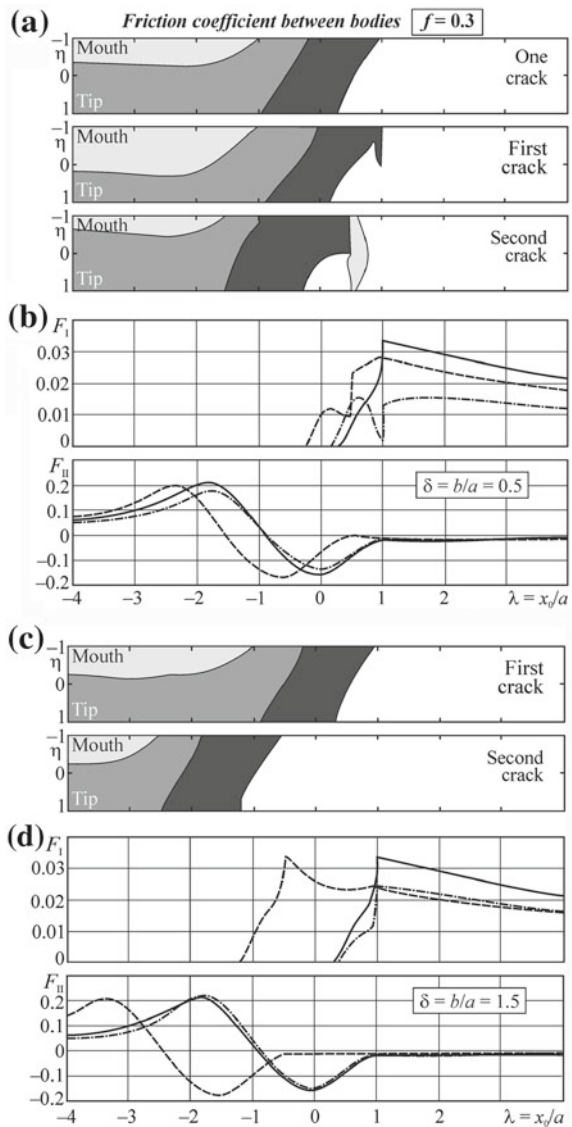 (a) Friction coefficient between bodies f = 0.3
−1 Mouth
η
0
Tip
1
One
crack
−1 Mouth
0
Tip
1
First
crack
−1 Mouth
η
0
Tip
1
Second
crack
(b)
F_I
0.03
0.02
0.01
0
F_II
0.2
0.1
0
−0.1
−0.2
δ = b/a = 0.5
−4 −3 −2 −1 0 1 2 λ = x₀/a 4
(c)
−1 Mouth
η
0
Tip
1
First
crack
−1 Mouth
0
Tip
1
Second
crack
(d)
F_I
0.03
0.02
0.01
0
F_II
0.2
0.1
0
−0.1
−0.2
δ = b/a = 1.5
−4 −3 −2 −1 0 1 2 λ = x₀/a 4